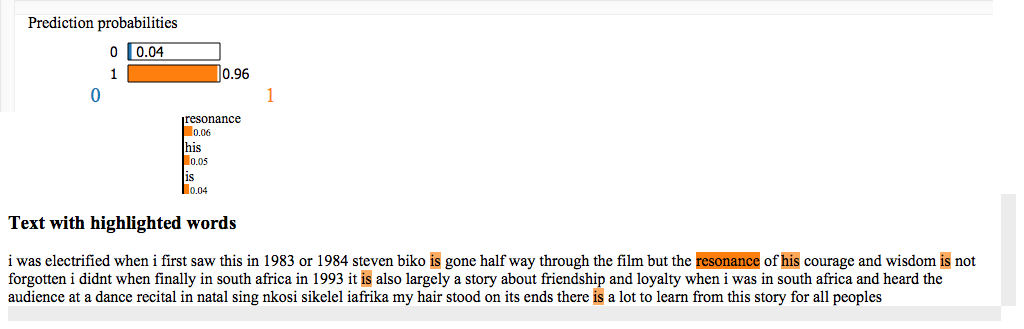 Prediction probabilities
0 0.04
1 0.96
0 1
resonance
0.06
his
0.05
is
0.04
Text with highlighted words
i was electrified when i first saw this in 1983 or 1984 steven biko is gone half way through the film but the resonance of his courage and wisdom is not
forgotten i didnt when finally in south africa in 1993 it is also largely a story about friendship and loyalty when i was in south africa and heard the
audience at a dance recital in natal sing nkosi sikelel iafrika my hair stood on its ends there is a lot to learn from this story for all peoples